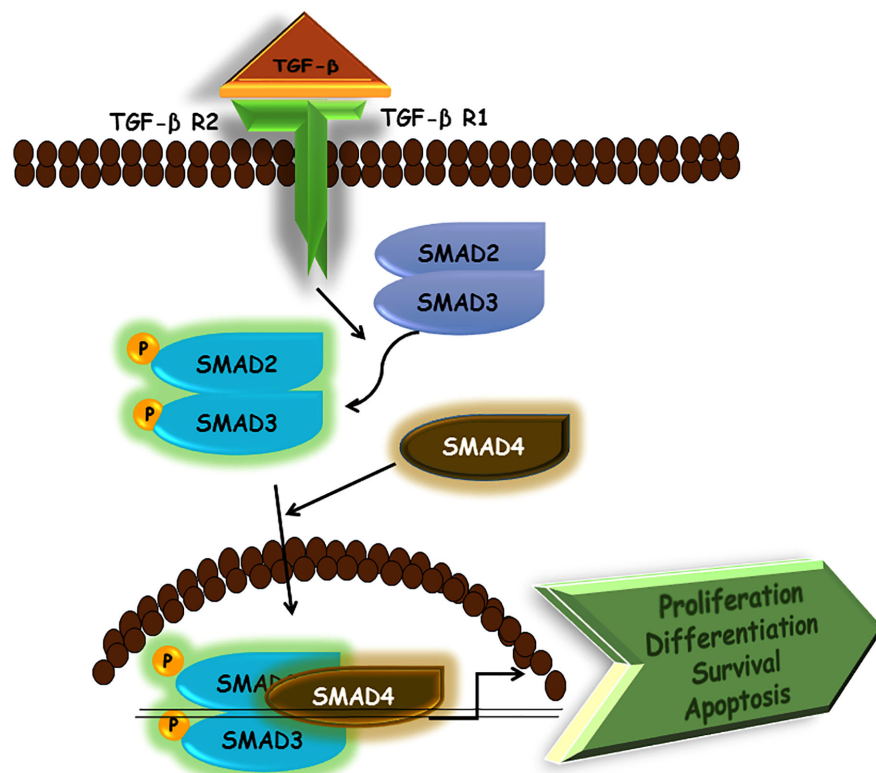 TGF-β
TGF-β R2
TGF-β R1
SMAD2
SMAD3
P
SMAD2
P
SMAD3
SMAD4
Proliferation
Differentiation
Survival
Apoptosis
P
SMAD4
P
SMAD3